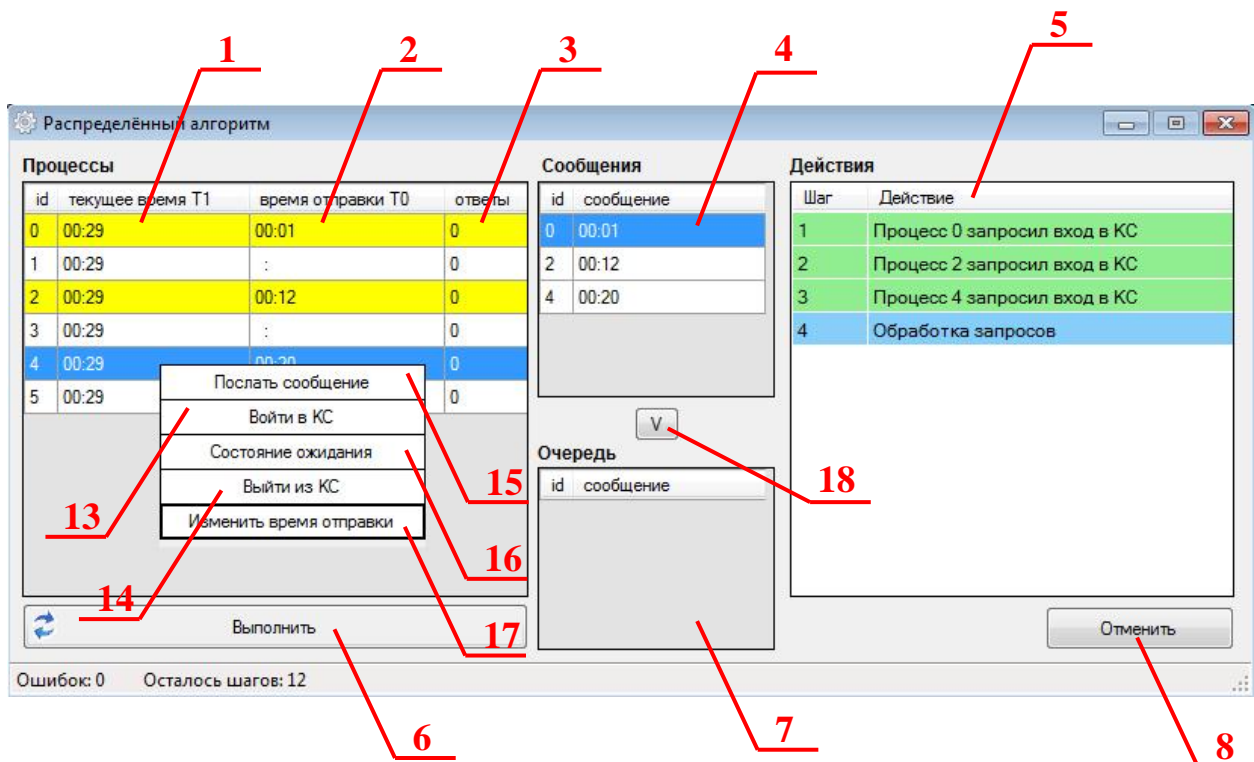 1 2 3 4 5
Распределённый алгоритм
Процессы Сообщения Действия
id текущее время T1 время отправки T0 ответы id сообщение Шаг Действие
0 00:29 00:01 0 0 00:01 1 Процесс 0 запросил вход в КС
1 00:29 : 0 2 00:12 2 Процесс 2 запросил вход в КС
2 00:29 00:12 0 4 00:20 3 Процесс 4 запросил вход в КС
3 00:29 : 0 4 Обработка запросов
4 00:29 00:20 0
Послать сообщение
5 00:29 0
Войти в КС V
Состояние ожидания Очередь
Выйти из КС 15 id сообщение 18
13 Изменить время отправки
16
14
Выполнить 17 Отменить
Ошибок: 0 Осталось шагов: 12
6 7 8